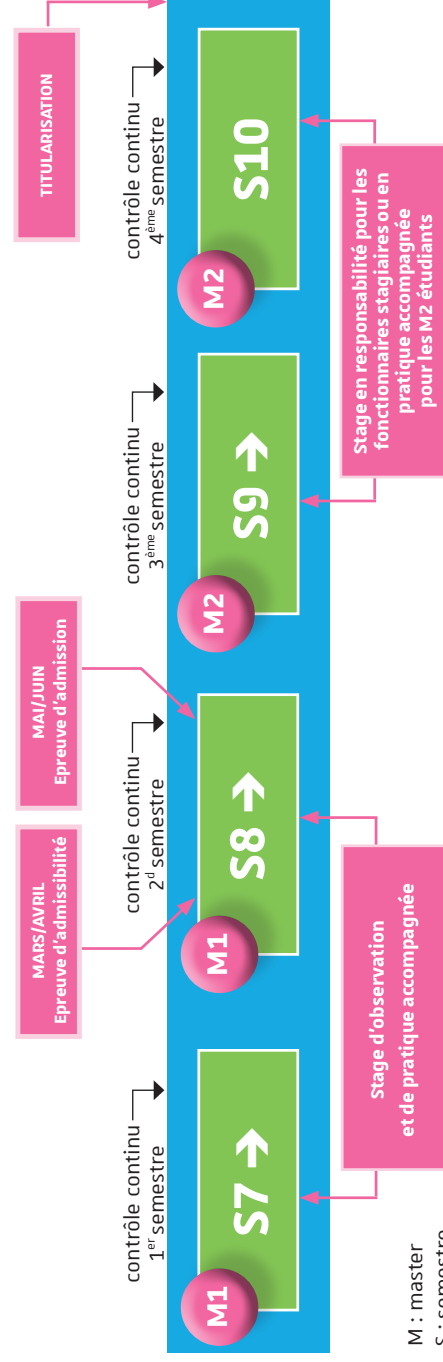 MARS/AVRIL
Epreuve d'admissibilité
MAI/JUIN
Epreuve d'admission
TITULARISATION
contrôle continu
1er semestre
contrôle continu
2d semestre
contrôle continu
3ème semestre
contrôle continu
4ème semestre
M1
S7 →
M1
S8 →
M2
S9 →
M2
S10
Stage d'observation
et de pratique accompagnée
Stage en responsabilité pour les
fonctionnaires stagiaires ou en
pratique accompagnée
pour les M2 étudiants
M : master
S : semestre